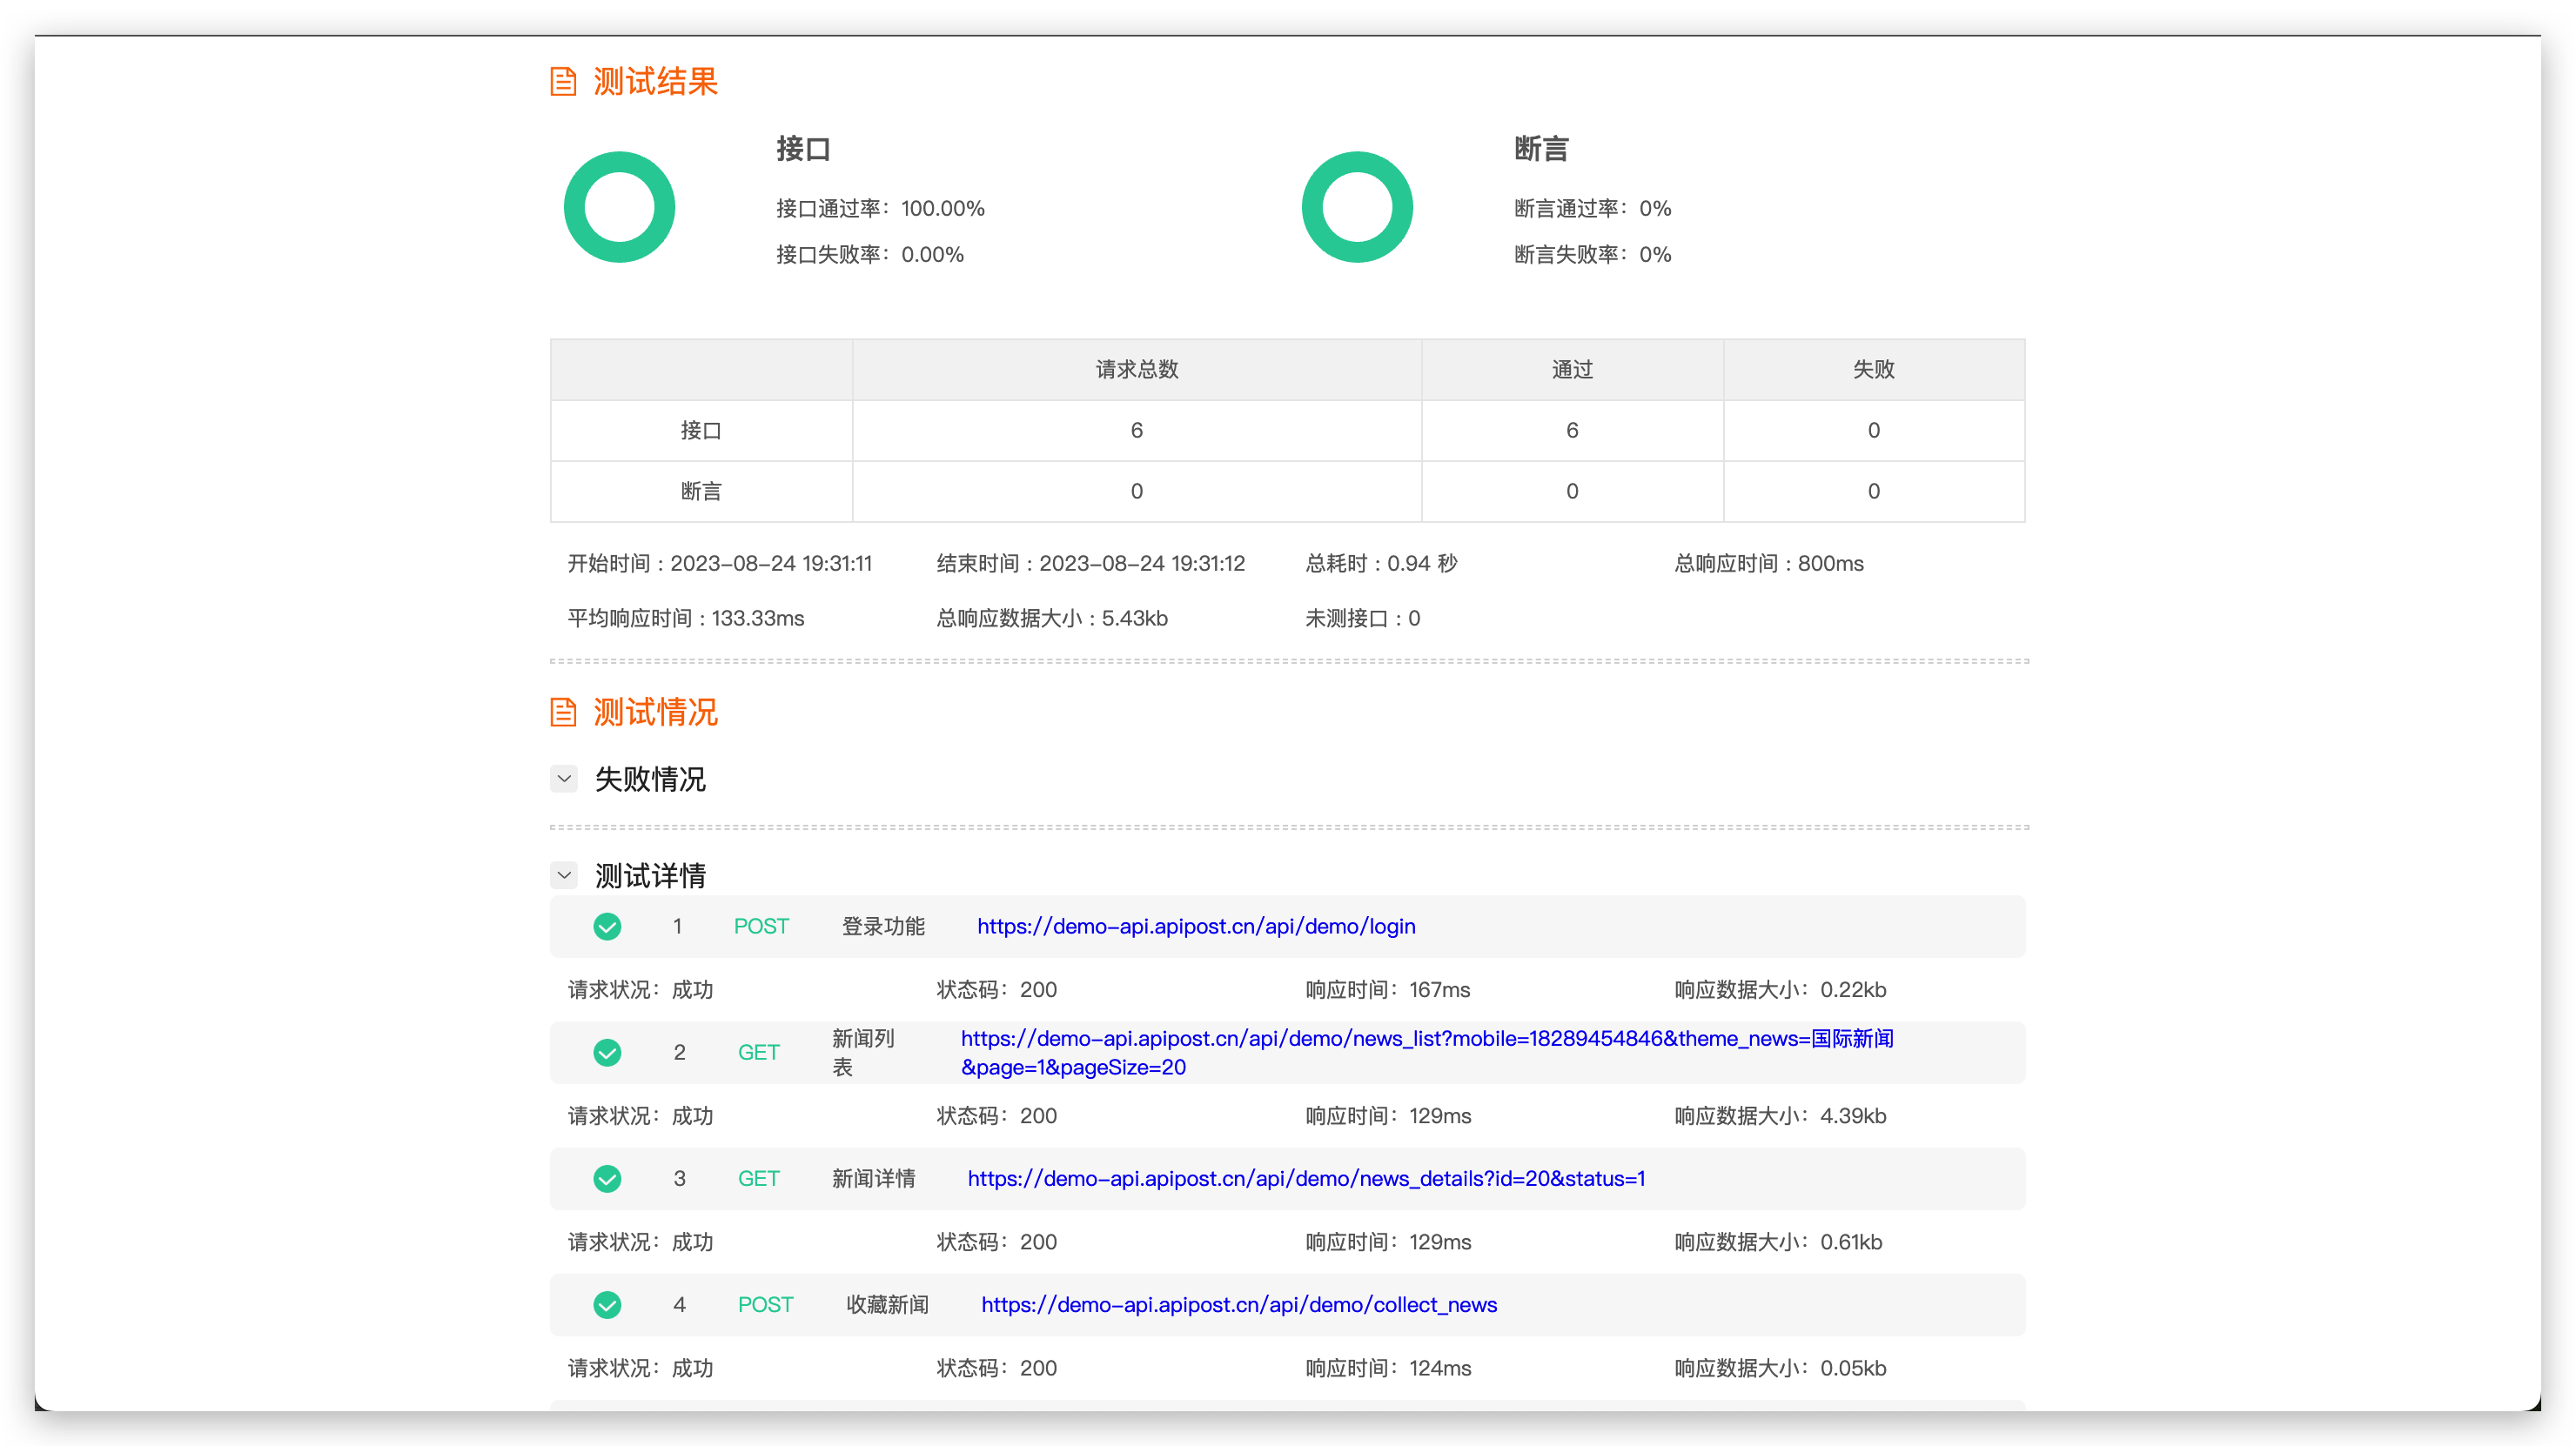 测试结果
接口
接口通过率：100.00%
接口失败率：0.00%
断言
断言通过率：0%
断言失败率：0%
请求总数 通过 失败
接口 6 6 0
断言 0 0 0
开始时间：2023-08-24 19:31:11 结束时间：2023-08-24 19:31:12 总耗时：0.94 秒 总响应时间：800ms
平均响应时间：133.33ms 总响应数据大小：5.43kb 未测接口：0
测试情况
失败情况
测试详情
1 POST 登录功能 https://demo-api.apipost.cn/api/demo/login
请求状况：成功 状态码：200 响应时间：167ms 响应数据大小：0.22kb
2 GET 新闻列表 https://demo-api.apipost.cn/api/demo/news_list?mobile=18289454846&theme_news=国际新闻
&page=1&pageSize=20
请求状况：成功 状态码：200 响应时间：129ms 响应数据大小：4.39kb
3 GET 新闻详情 https://demo-api.apipost.cn/api/demo/news_details?id=20&status=1
请求状况：成功 状态码：200 响应时间：129ms 响应数据大小：0.61kb
4 POST 收藏新闻 https://demo-api.apipost.cn/api/demo/collect_news
请求状况：成功 状态码：200 响应时间：124ms 响应数据大小：0.05kb